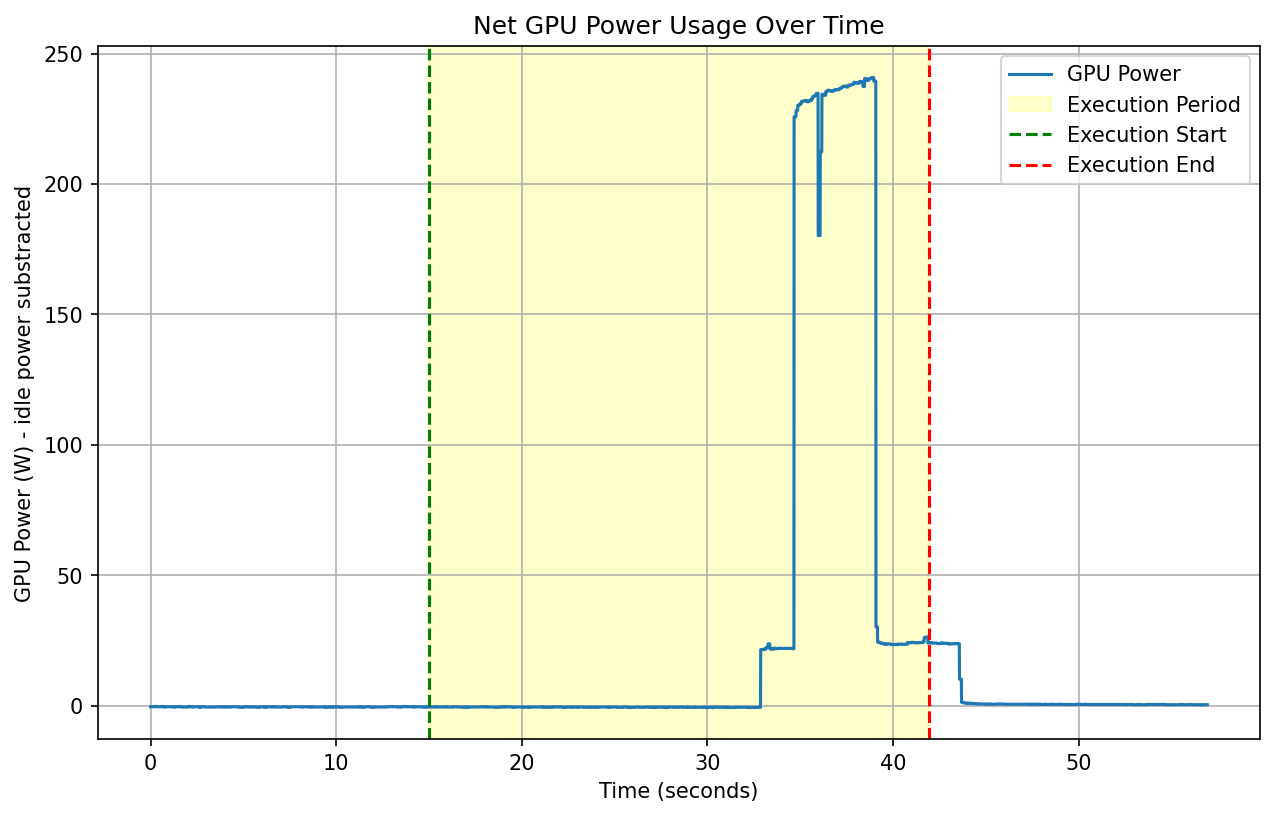 Net GPU Power Usage Over Time
GPU Power (W) - idle power substracted
250
200
150
100
50
0
GPU Power
Execution Period
Execution Start
Execution End
0 10 20 30 40 50
Time (seconds)